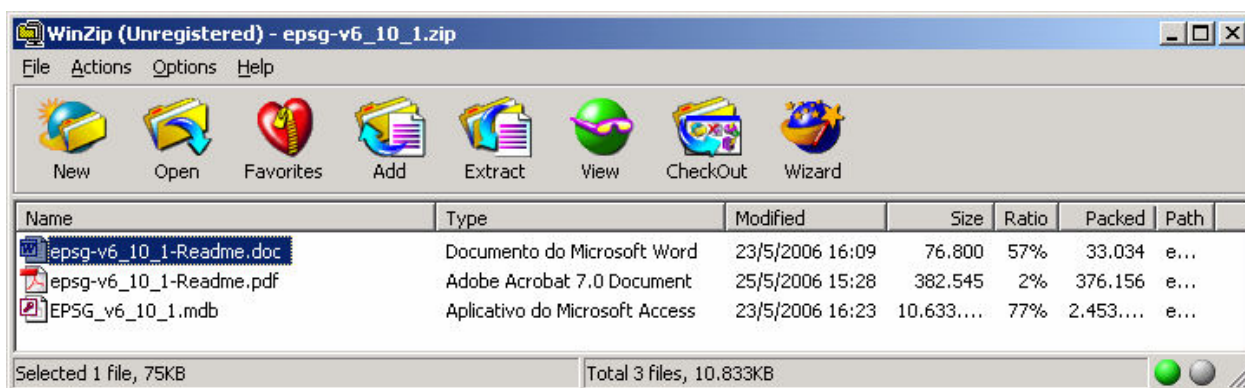 WinZip (Unregistered) - epsg-v6_10_1.zip
File Actions Options Help
New Open Favorites Add Extract View CheckOut Wizard
Name Type Modified Size Ratio Packed Path
epsg-v6_10_1-Readme.doc Documento do Microsoft Word 23/5/2006 16:09 76.800 57% 33.034 e...
epsg-v6_10_1-Readme.pdf Adobe Acrobat 7.0 Document 25/5/2006 15:28 382.545 2% 376.156 e...
EPSG_v6_10_1.mdb Aplicativo do Microsoft Access 23/5/2006 16:23 10.633.... 77% 2.453.... e...
Selected 1 file, 75KB Total 3 files, 10.833KB